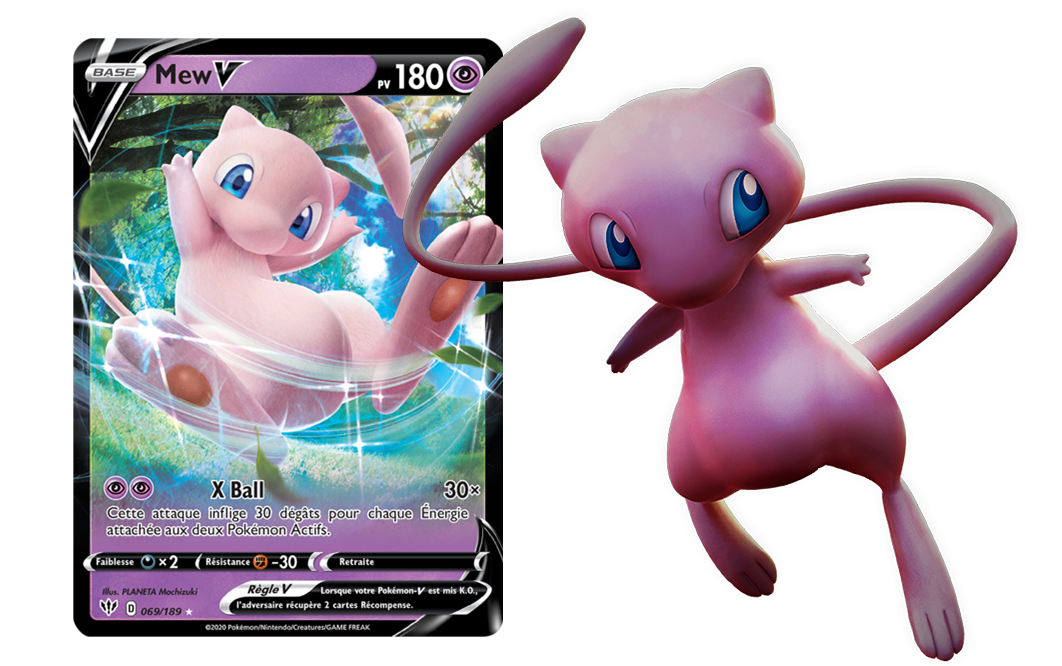 BASE MewV PV 180
X Ball 30×
Cette attaque inflige 30 dégâts pour chaque Énergie
attachée aux deux Pokémon Actifs.
Faiblesse ×2 Résistance -30 Retraite
Illus. PLANETA Mochizuki
Règle V Lorsque votre Pokémon-V est mis K.O.,
l'adversaire récupère 2 cartes Récompense.
D 069/189
©2020 Pokémon/Nintendo/Creatures/GAME FREAK